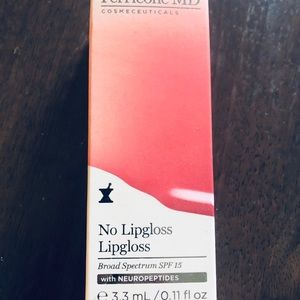 Perricone MD
COSMECEUTICALS
No Lipgloss
Lipgloss
Broad Spectrum SPF 15
with NEUROPEPTIDES
℮ 3.3 mL / 0.11 fl oz